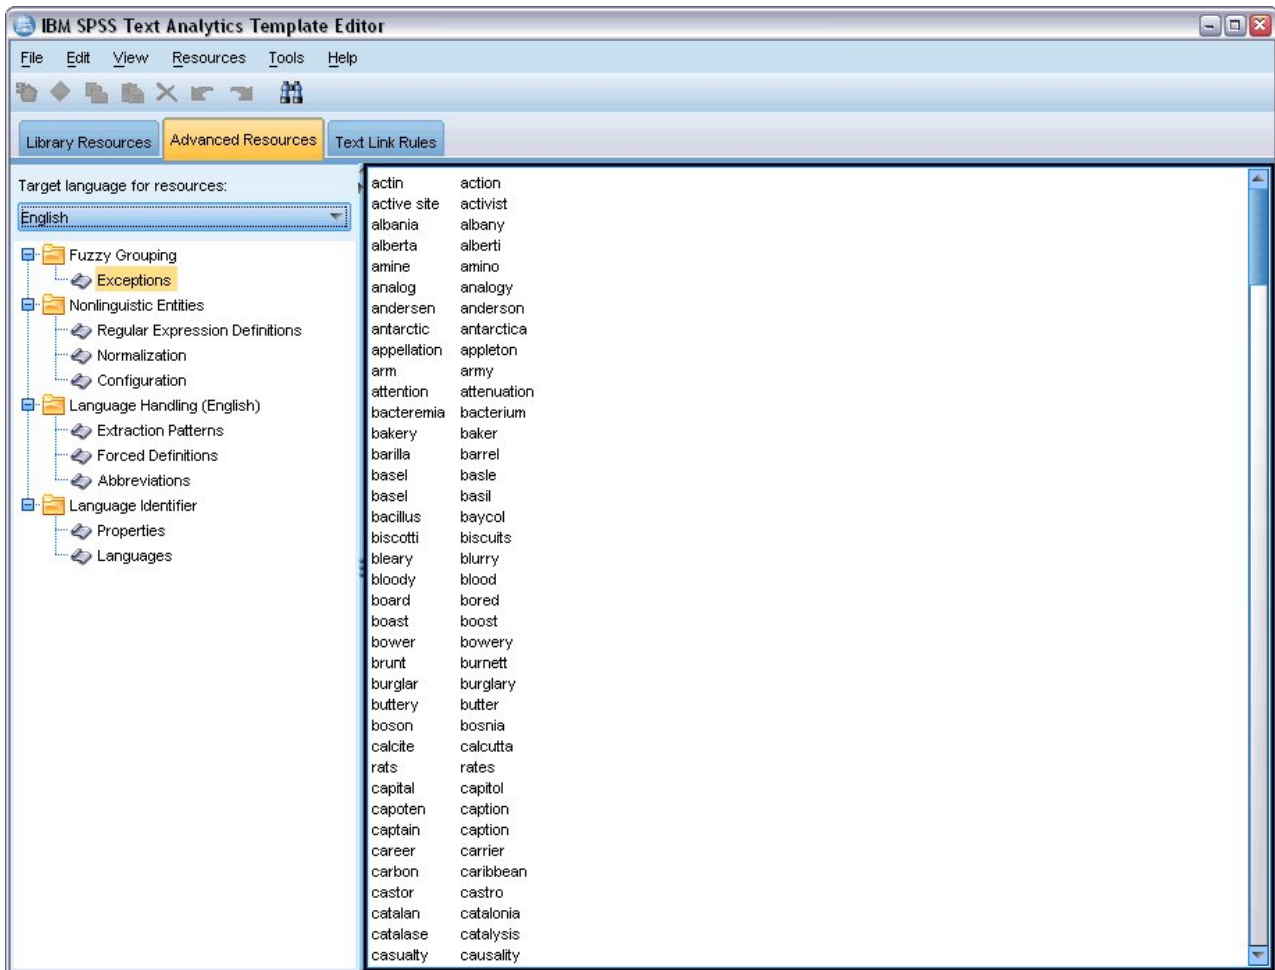 IBM SPSS Text Analytics Template Editor
File Edit View Resources Tools Help
Library Resources Advanced Resources Text Link Rules
Target language for resources:
English
Fuzzy Grouping
Exceptions
Nonlinguistic Entities
Regular Expression Definitions
Normalization
Configuration
Language Handling (English)
Extraction Patterns
Forced Definitions
Abbreviations
Language Identifier
Properties
Languages
actin action
active site activist
albania albany
alberta alberti
amine amino
analog analogy
andersen anderson
antarctic antarctica
appellation appleton
arm army
attention attenuation
bacteremia bacterium
bakery baker
barilla barrel
basel basle
basel basil
bacillus baycol
biscotti biscuits
bleary blurry
bloody blood
board bored
boast boost
bower bowery
brunt burnett
burglar burglary
buttery butter
boson bosnia
calcite calcutta
rats rates
capital capitol
capoten caption
captain caption
career carrier
carbon caribbean
castor castro
catalan catalonia
catalase catalysis
casualty causality